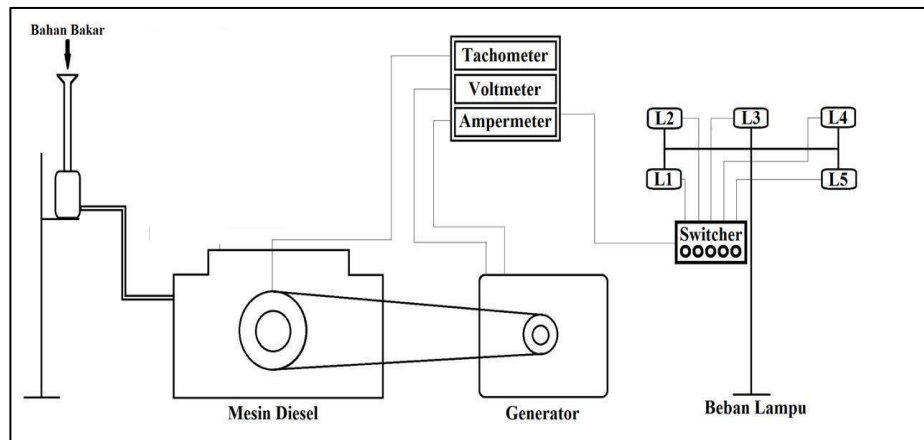 Bahan Bakar
Tachometer
Voltmeter
Ampermeter
L2
L3
L4
L1
L5
Switcher
Mesin Diesel
Generator
Beban Lampu